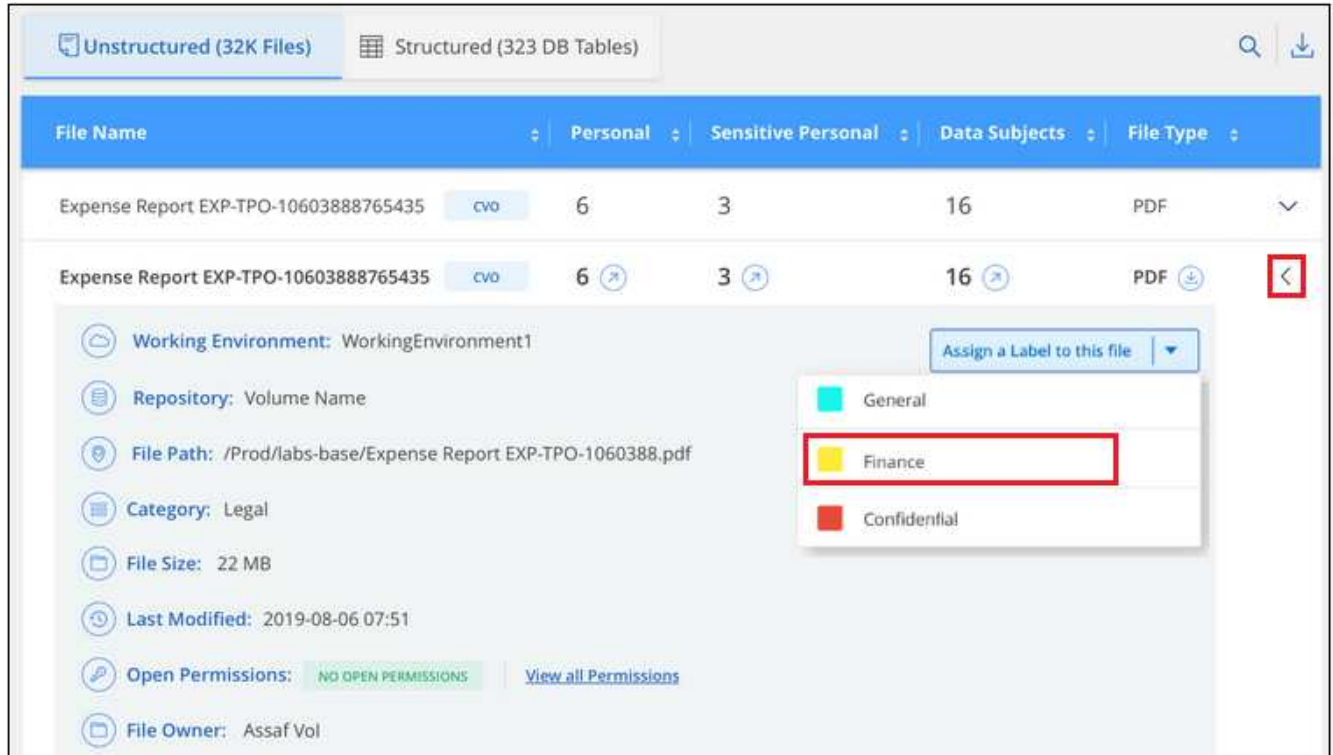 Unstructured (32K Files) Structured (323 DB Tables)
File Name Personal Sensitive Personal Data Subjects File Type
Expense Report EXP-TPO-10603888765435 CVO 6 3 16 PDF
Expense Report EXP-TPO-10603888765435 CVO 6 3 16 PDF
Working Environment: WorkingEnvironment1 Assign a Label to this file
Repository: Volume Name General
File Path: /Prod/labs-base/Expense Report EXP-TPO-1060388.pdf Finance
Category: Legal Confidential
File Size: 22 MB
Last Modified: 2019-08-06 07:51
Open Permissions: NO OPEN PERMISSIONS View all Permissions
File Owner: Assaf Vol